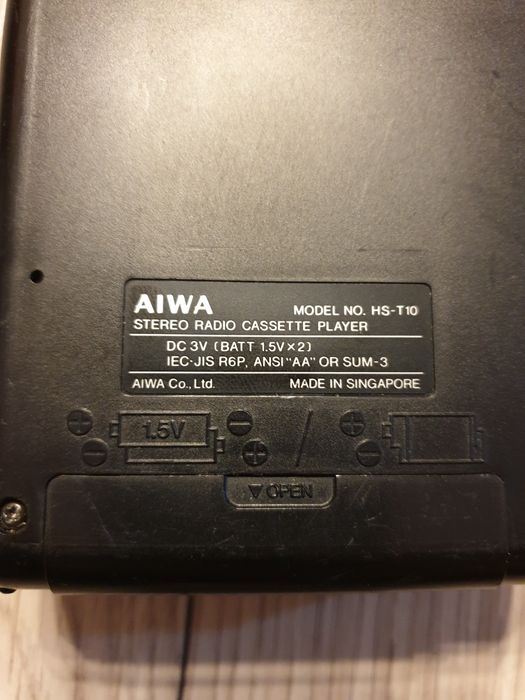 AIWA MODEL NO. HS-T10
STEREO RADIO CASSETTE PLAYER
DC 3V (BATT 1.5V×2)
IEC·JIS R6P, ANSI"AA" OR SUM-3
AIWA Co., Ltd. MADE IN SINGAPORE
+ 1.5V - / + 
- + -
▼ OPEN